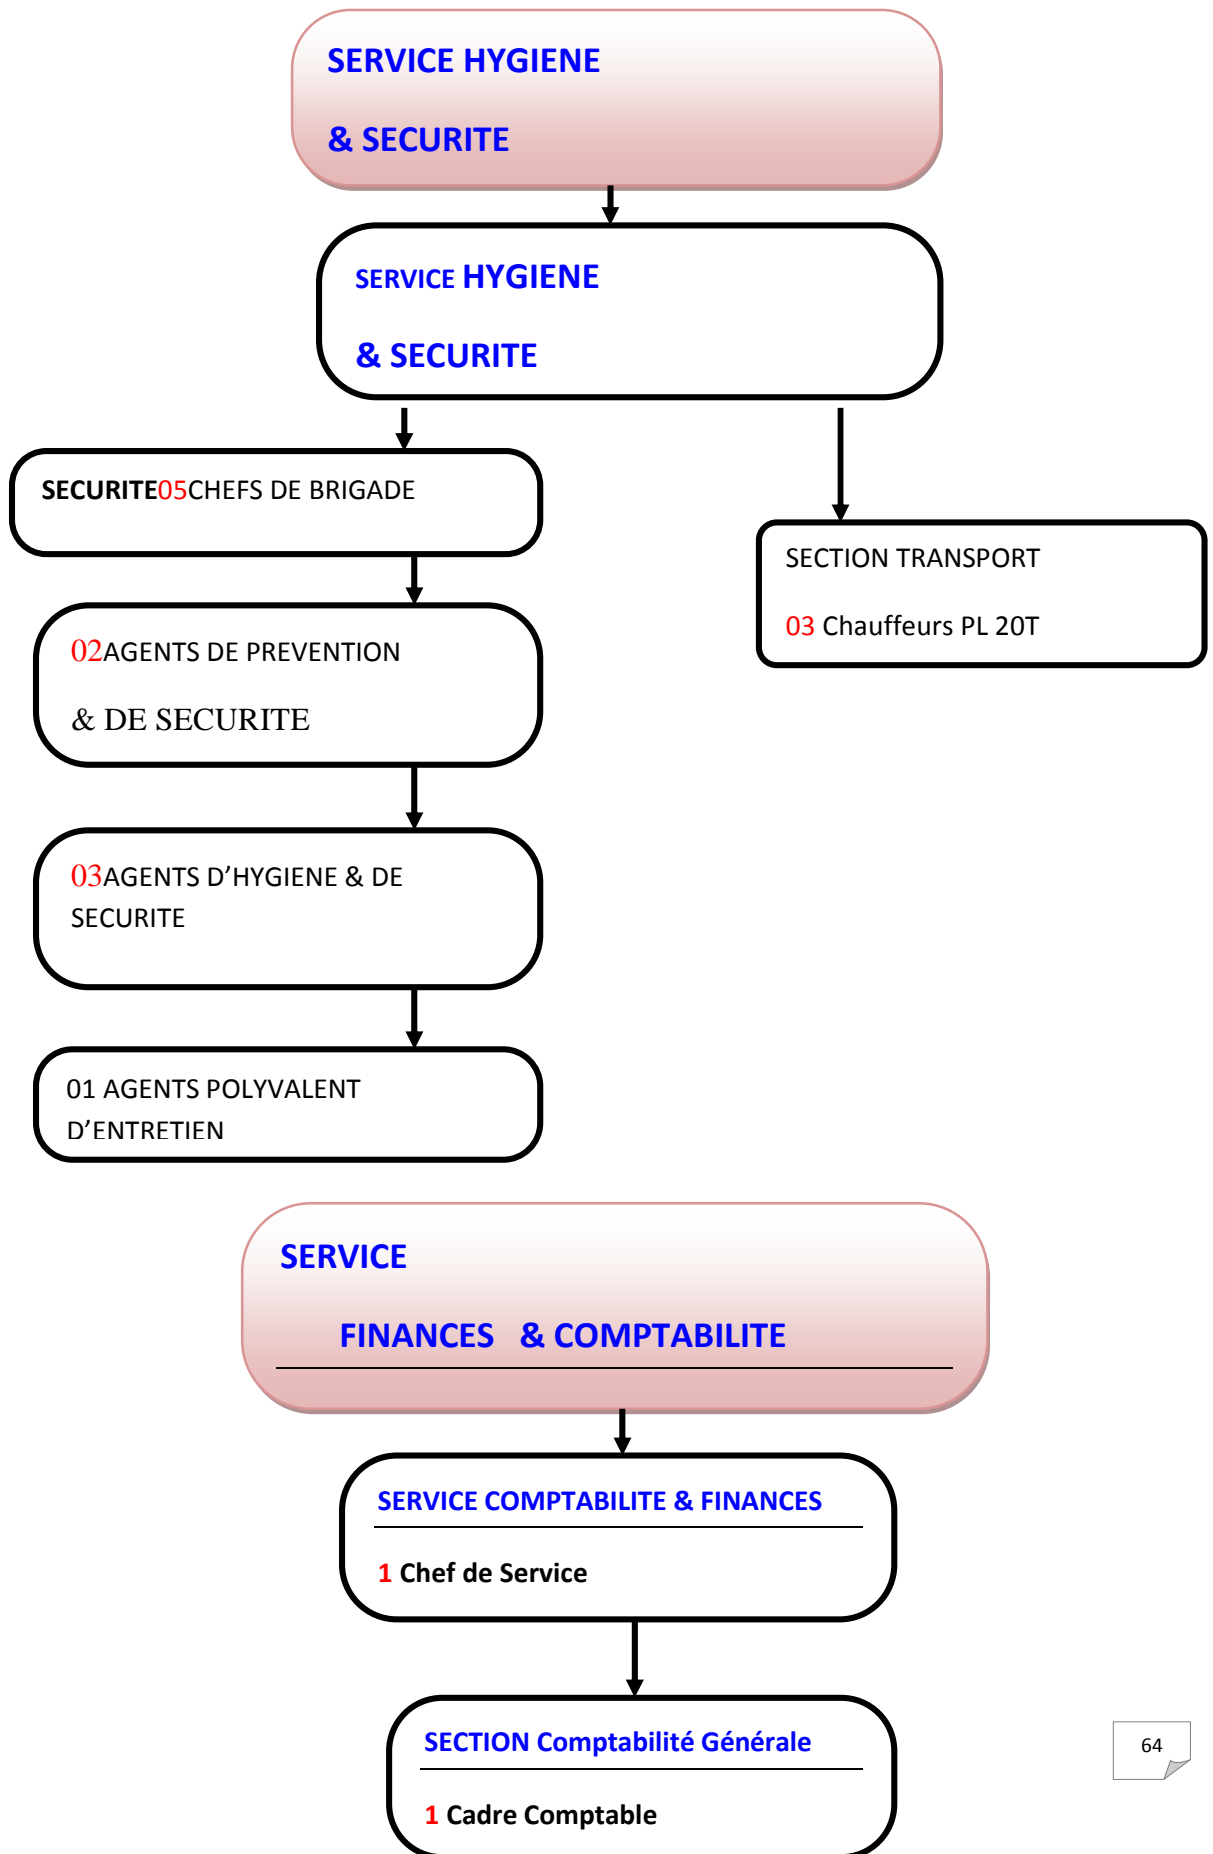 SERVICE HYGIENE
& SECURITE
SERVICE HYGIENE
& SECURITE
SECURITE05CHEFS DE BRIGADE
SECTION TRANSPORT
03 Chauffeurs PL 20T
02AGENTS DE PREVENTION
& DE SECURITE
03AGENTS D’HYGIENE & DE
SECURITE
01 AGENTS POLYVALENT
D’ENTRETIEN
SERVICE
FINANCES & COMPTABILITE
SERVICE COMPTABILITE & FINANCES
1 Chef de Service
SECTION Comptabilité Générale
1 Cadre Comptable
64